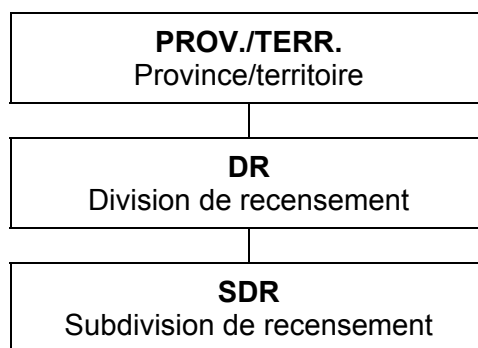 PROV./TERR.
Province/territoire
DR
Division de recensement
SDR
Subdivision de recensement